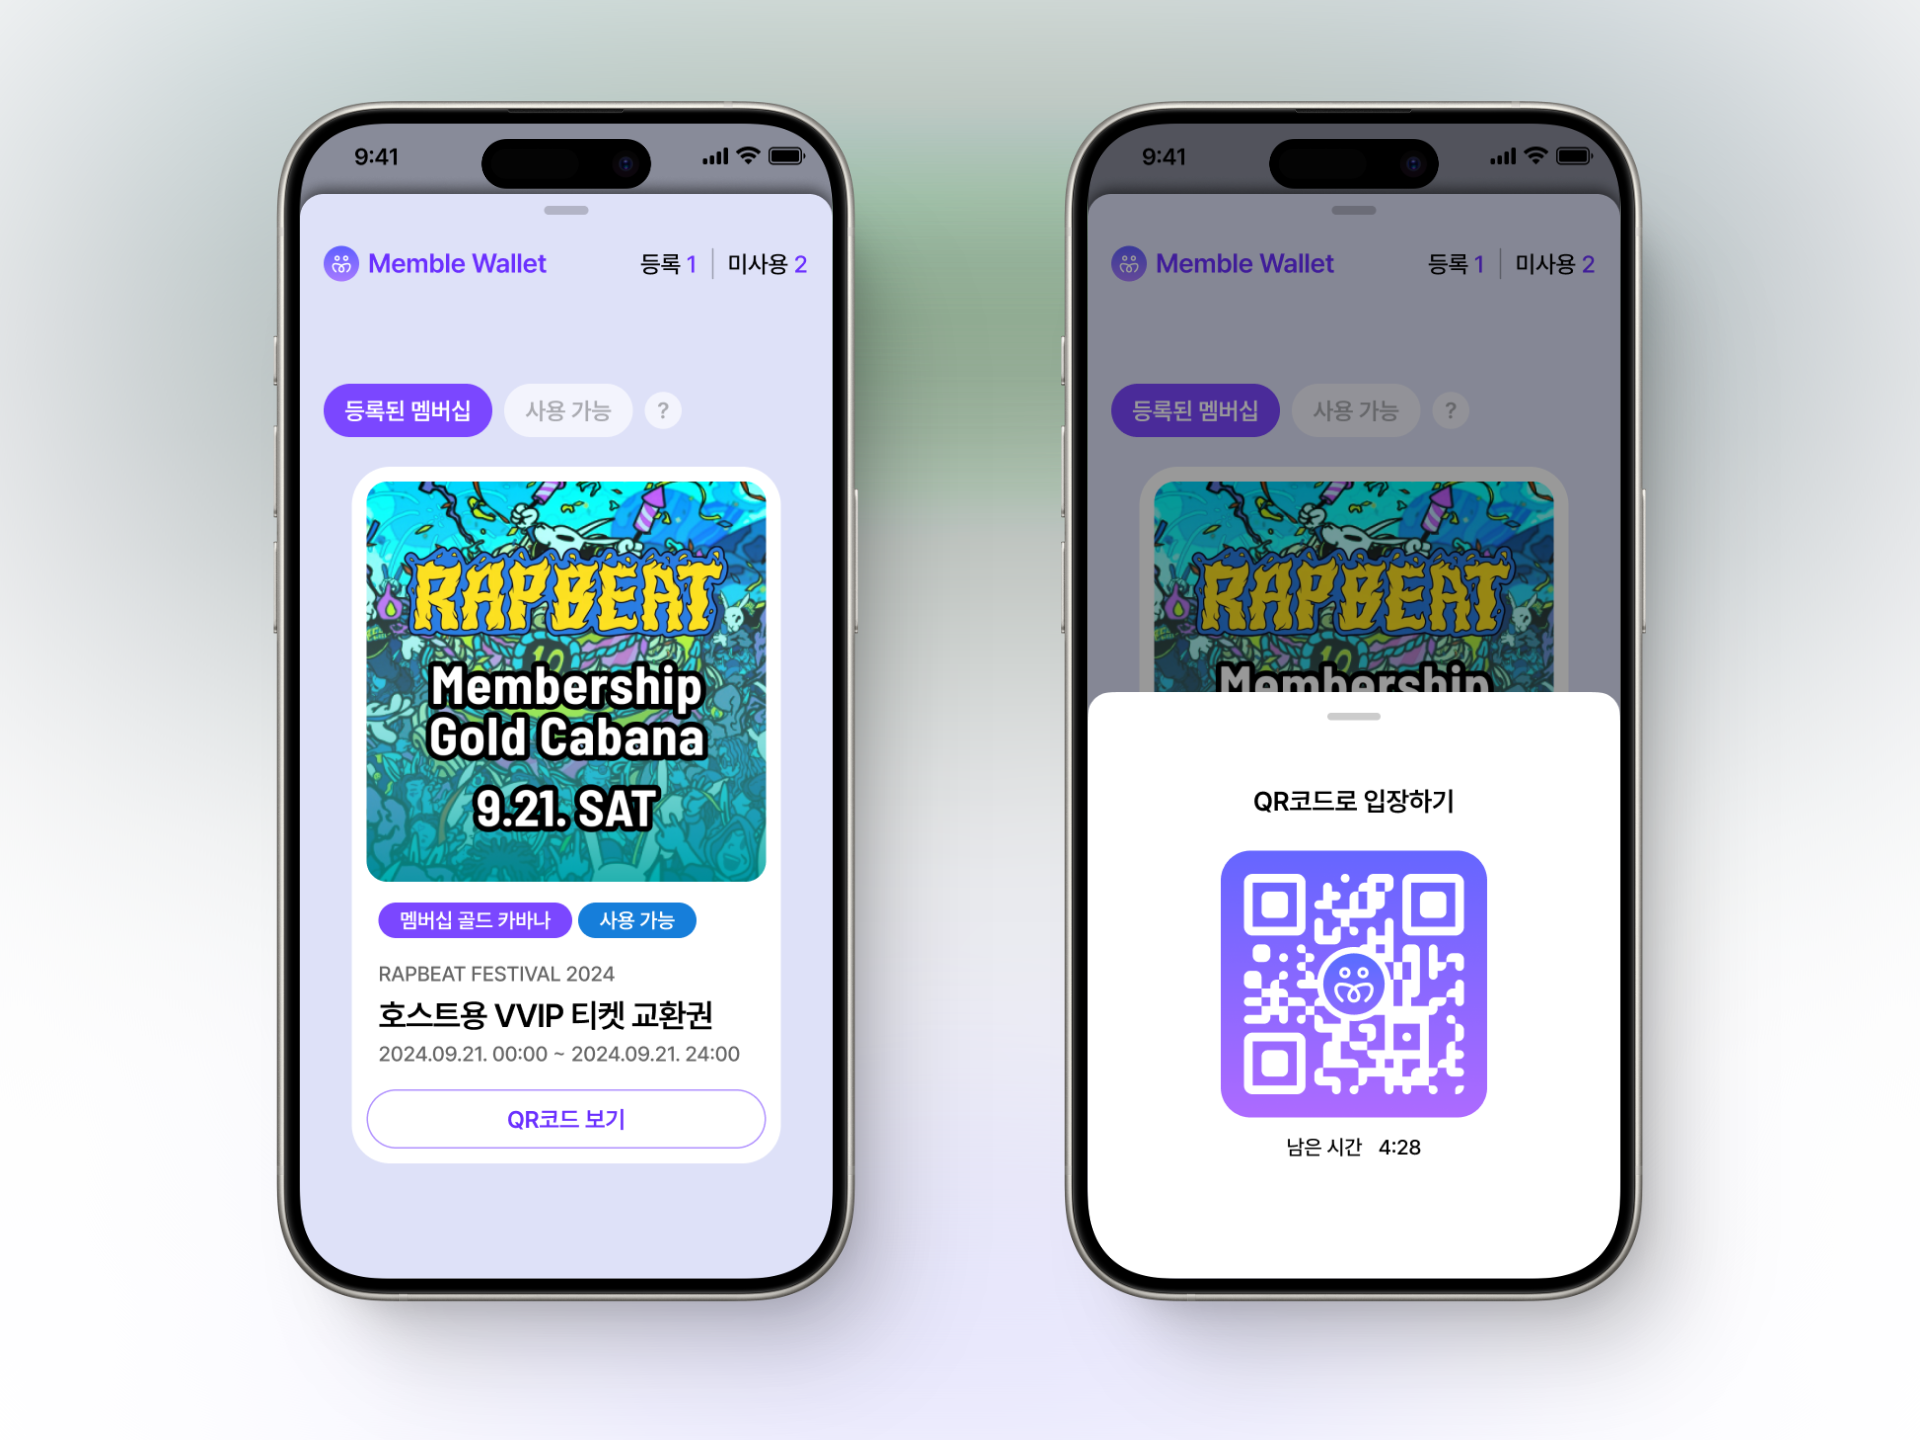 9:41
Memble Wallet
등록 1 미사용 2
등록된 멤버십 사용 가능 ?
RAPBEAT
10
Membership
Gold Cabana
9.21. SAT
멤버십 골드 카바나 사용 가능
RAPBEAT FESTIVAL 2024
호스트용 VVIP 티켓 교환권
2024.09.21. 00:00 ~ 2024.09.21. 24:00
QR코드 보기
9:41
Memble Wallet
등록 1 미사용 2
등록된 멤버십 사용 가능 ?
RAPBEAT
10
Membership
QR코드로 입장하기
남은 시간 4:28